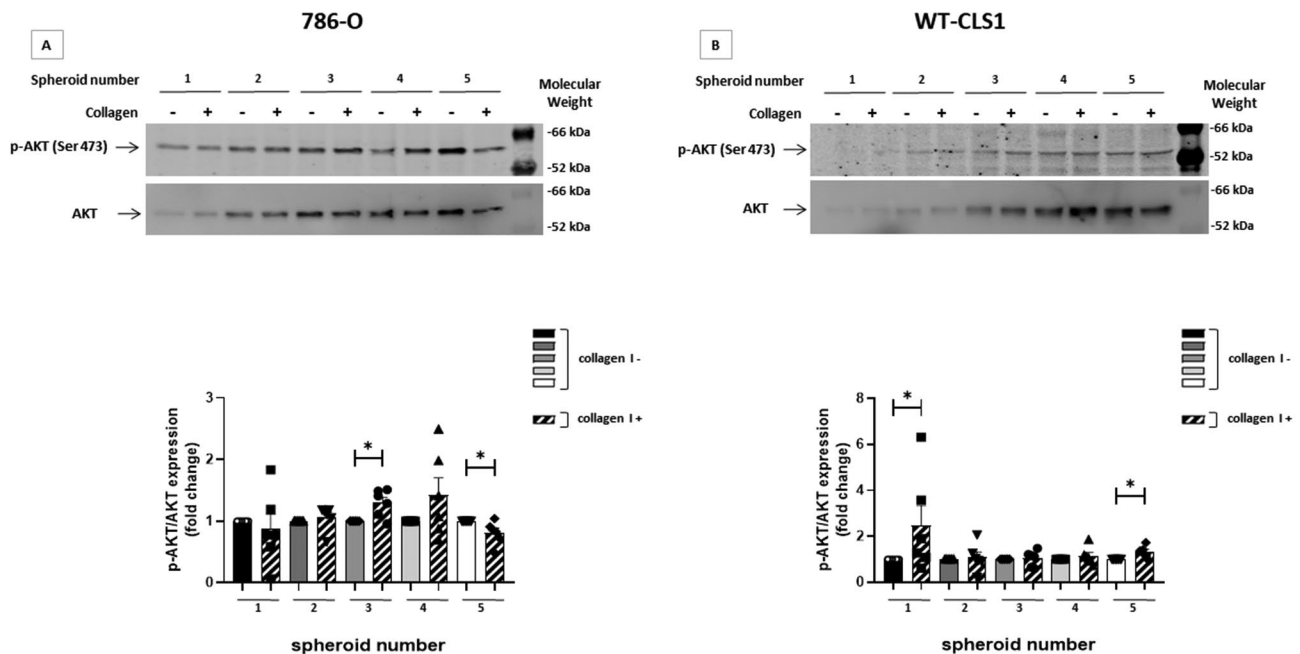 786-O
A
Spheroid number 1 2 3 4 5 Molecular
Weight
Collagen - + - + - + - + - +
p-AKT (Ser 473) -66 kDa
-52 kDa
AKT -66 kDa
-52 kDa
collagen I -
collagen I +
p-AKT/AKT expression
(fold change)
3
2
1
0
* *
1 2 3 4 5
spheroid number
WT-CLS1
B
Spheroid number 1 2 3 4 5 Molecular
Weight
Collagen - + - + - + - + - +
p-AKT (Ser 473) -66 kDa
-52 kDa
AKT -66 kDa
-52 kDa
collagen I -
collagen I +
p-AKT/AKT expression
(fold change)
8
6
4
2
0
* *
1 2 3 4 5
spheroid number